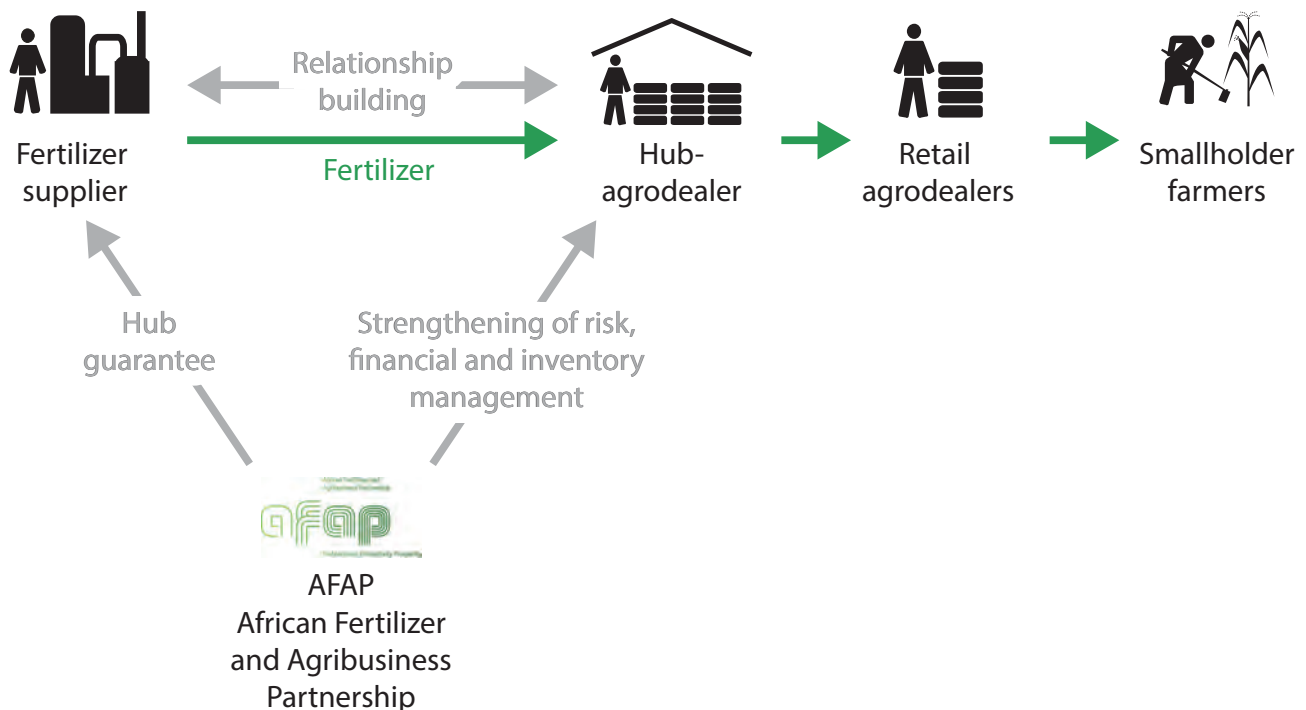 Relationship
building
Fertilizer
Fertilizer
supplier
Hub-
agrodealer
Retail
agrodealers
Smallholder
farmers
Hub
guarantee
Strengthening of risk,
financial and inventory
management
afap
AFAP
African Fertilizer
and Agribusiness
Partnership